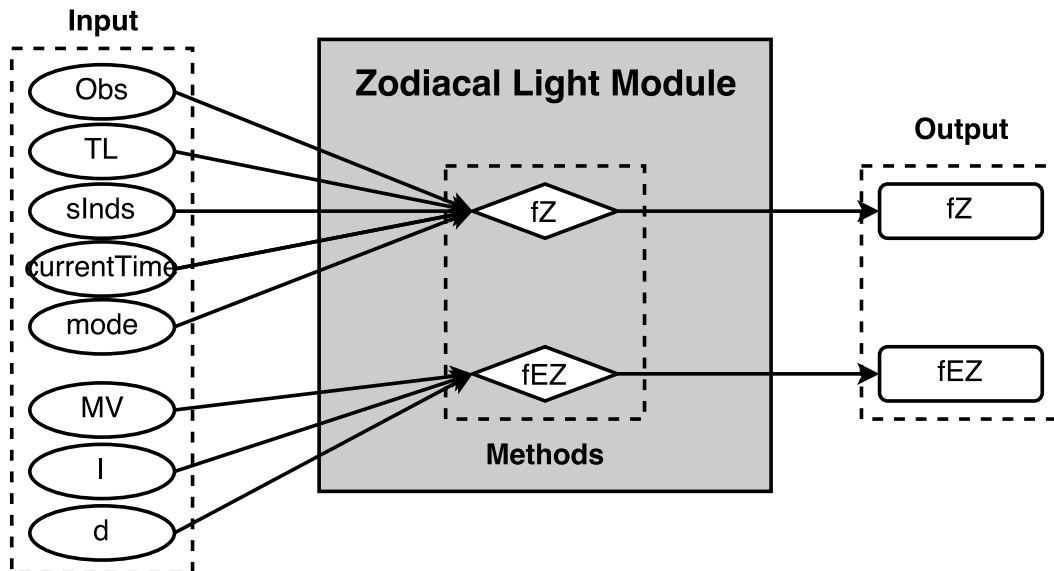 Input
Obs
TL
sInds
currentTime
mode
MV
I
d
Zodiacal Light Module
fZ
fEZ
Methods
Output
fZ
fEZ